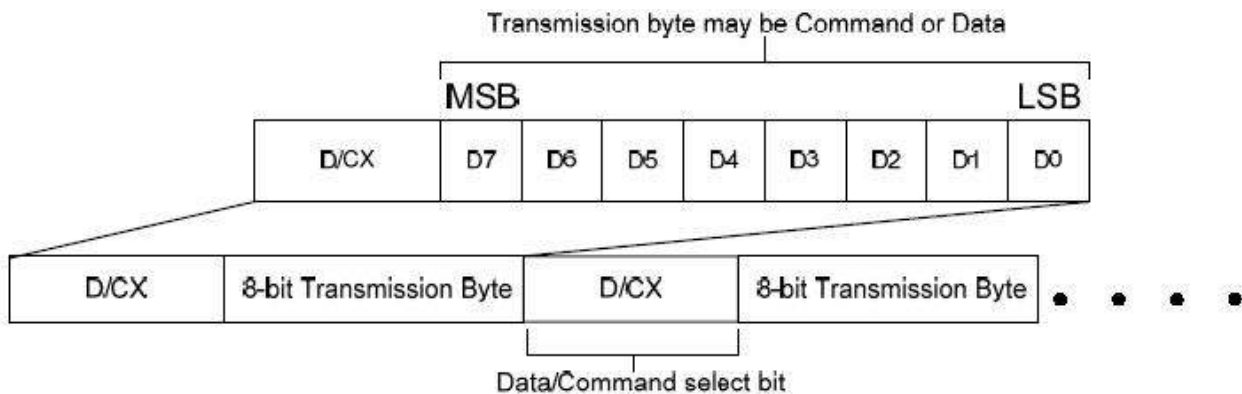 Transmission byte may be Command or Data
MSB LSB
D/CX D7 D6 D5 D4 D3 D2 D1 D0
D/CX 8-bit Transmission Byte D/CX 8-bit Transmission Byte
Data/Command select bit